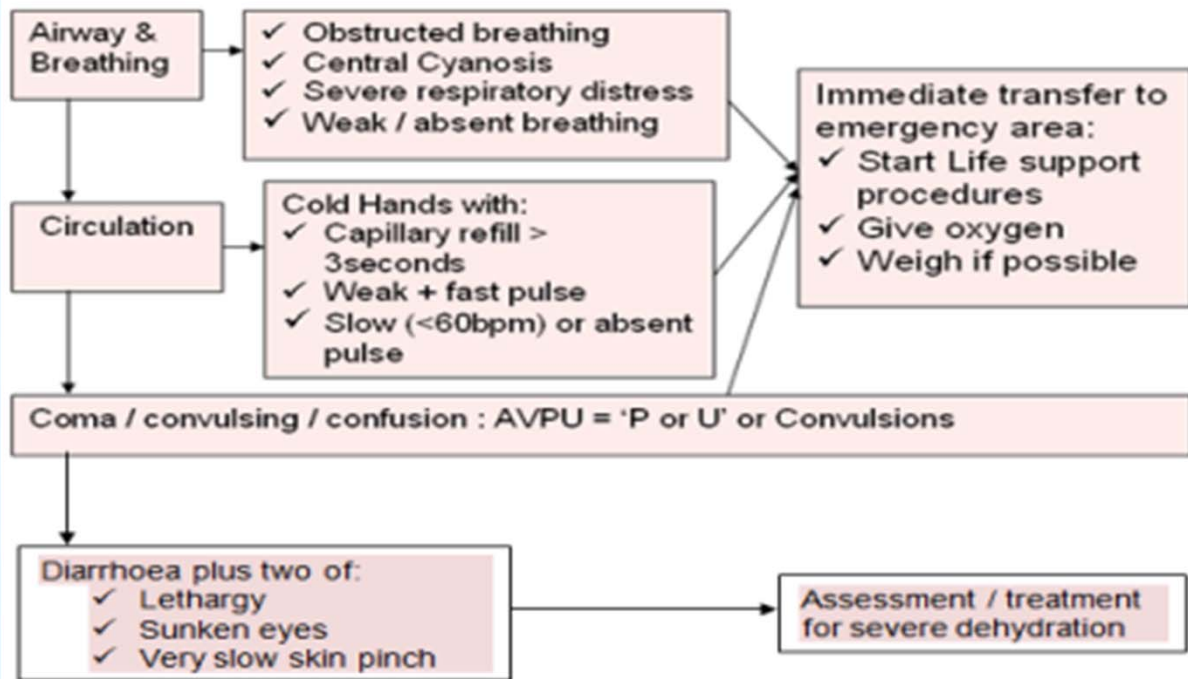 Airway &
Breathing
✓ Obstructed breathing
✓ Central Cyanosis
✓ Severe respiratory distress
✓ Weak / absent breathing
Immediate transfer to
emergency area:
✓ Start Life support
procedures
✓ Give oxygen
✓ Weigh if possible
Circulation
Cold Hands with:
✓ Capillary refill >
3seconds
✓ Weak + fast pulse
✓ Slow (<60bpm) or absent
pulse
Coma / convulsing / confusion : AVPU = ‘P or U’ or Convulsions
Diarrhoea plus two of:
✓ Lethargy
✓ Sunken eyes
✓ Very slow skin pinch
Assessment / treatment
for severe dehydration